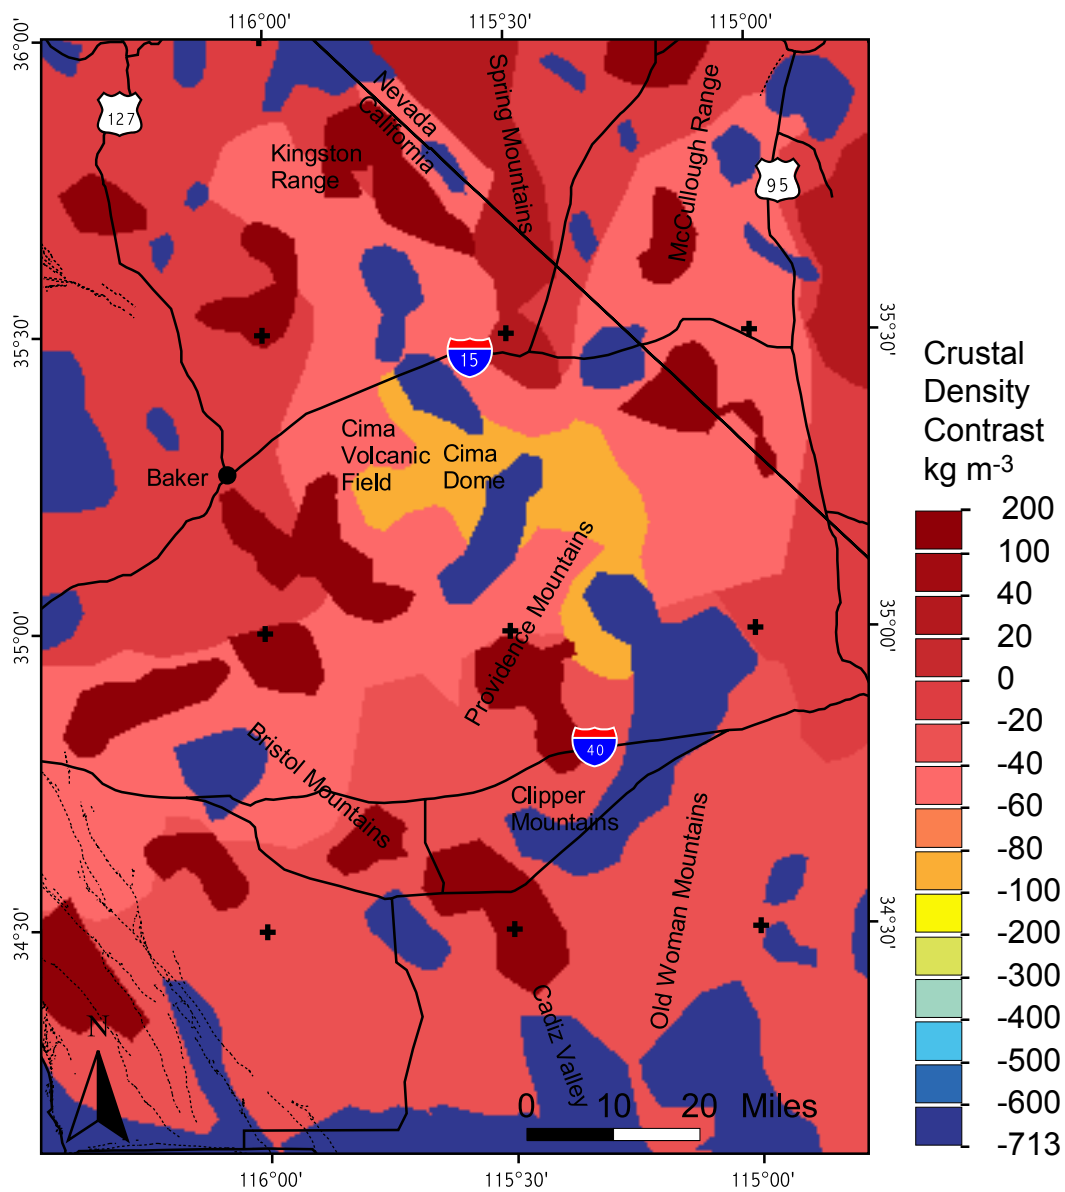 116°00'
115°30'
115°00'
36°00'
127
Nevada
California
Spring Mountains
McCullough Range
Kingston
Range
95
35°30'
35°30'
15
Crustal
Density
Contrast
kg m-3
Cima
Volcanic
Field
Cima
Dome
Baker
200
100
40
20
0
-20
-40
-60
-80
-100
-200
-300
-400
-500
-600
-713
Providence Mountains
35°00'
35°00'
Bristol Mountains
40
Clipper
Mountains
Old Woman Mountains
34°30'
34°30'
Cadiz Valley
N
0 10 20 Miles
116°00'
115°30'
115°00'